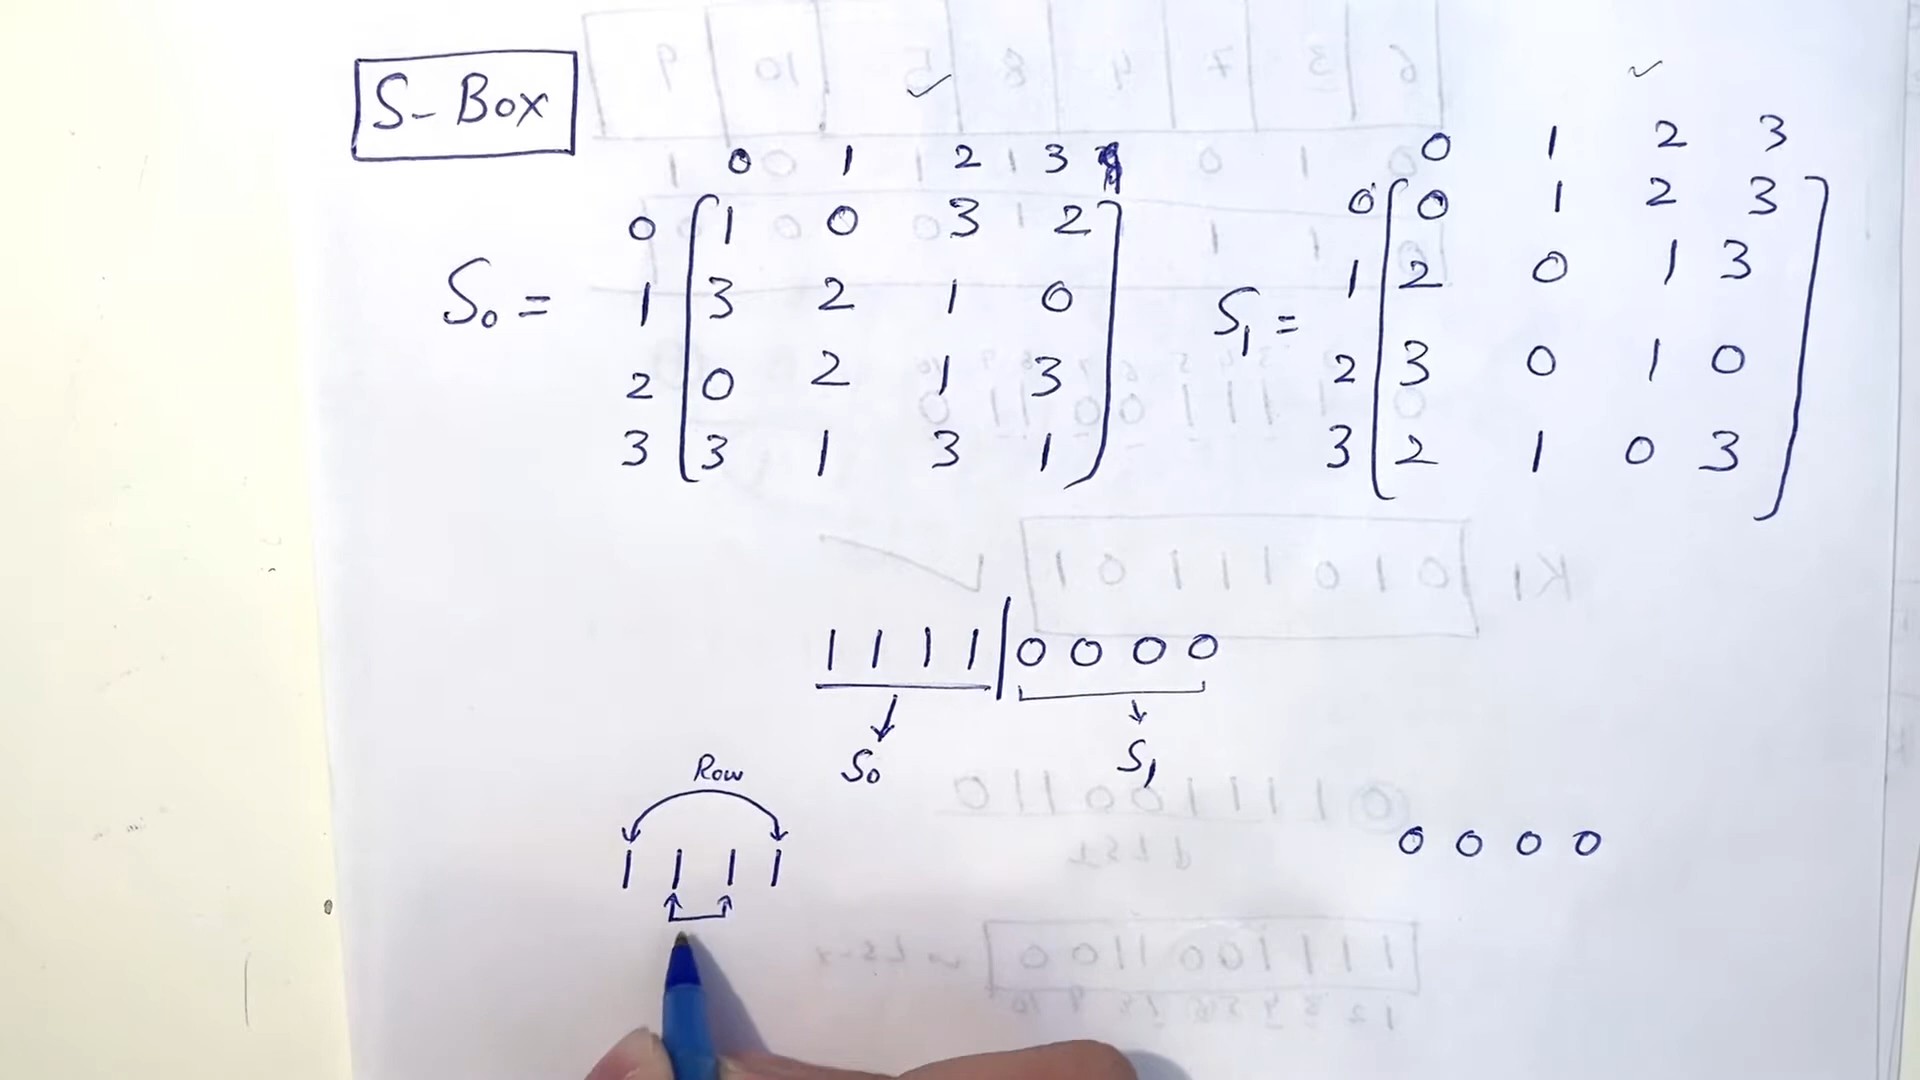 S- Box
0 1 2 3
0 1 0 3 2
S0 = 1 3 2 1 0
2 0 2 1 3
3 3 1 3 1
0 1 2 3
0 0 1 2 3
S1 = 1 2 0 1 3
2 3 0 1 0
3 2 1 0 3
1 1 1 1 | 0 0 0 0
S0 S1
Row
1 1 1 1
0 0 0 0